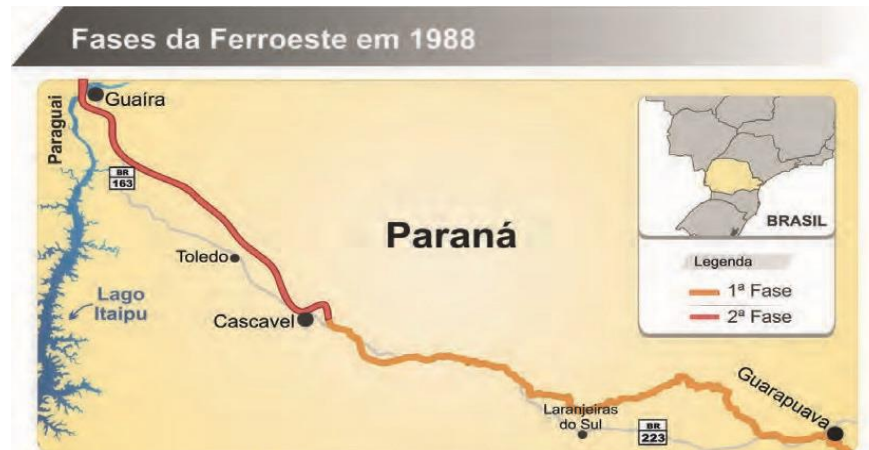 Fases da Ferroeste em 1988
Guaíra
Paraguai
BR
163
Toledo
Paraná
BRASIL
Legenda
1ª Fase
2ª Fase
Lago
Itaipu
Cascavel
Laranjeiras
do Sul
BR
223
Guarapuava